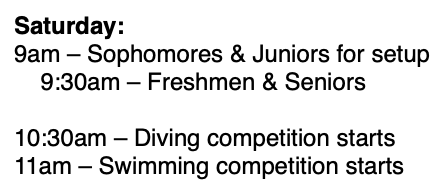 Saturday:
9am – Sophomores & Juniors for setup
9:30am – Freshmen & Seniors
10:30am – Diving competition starts
11am – Swimming competition starts